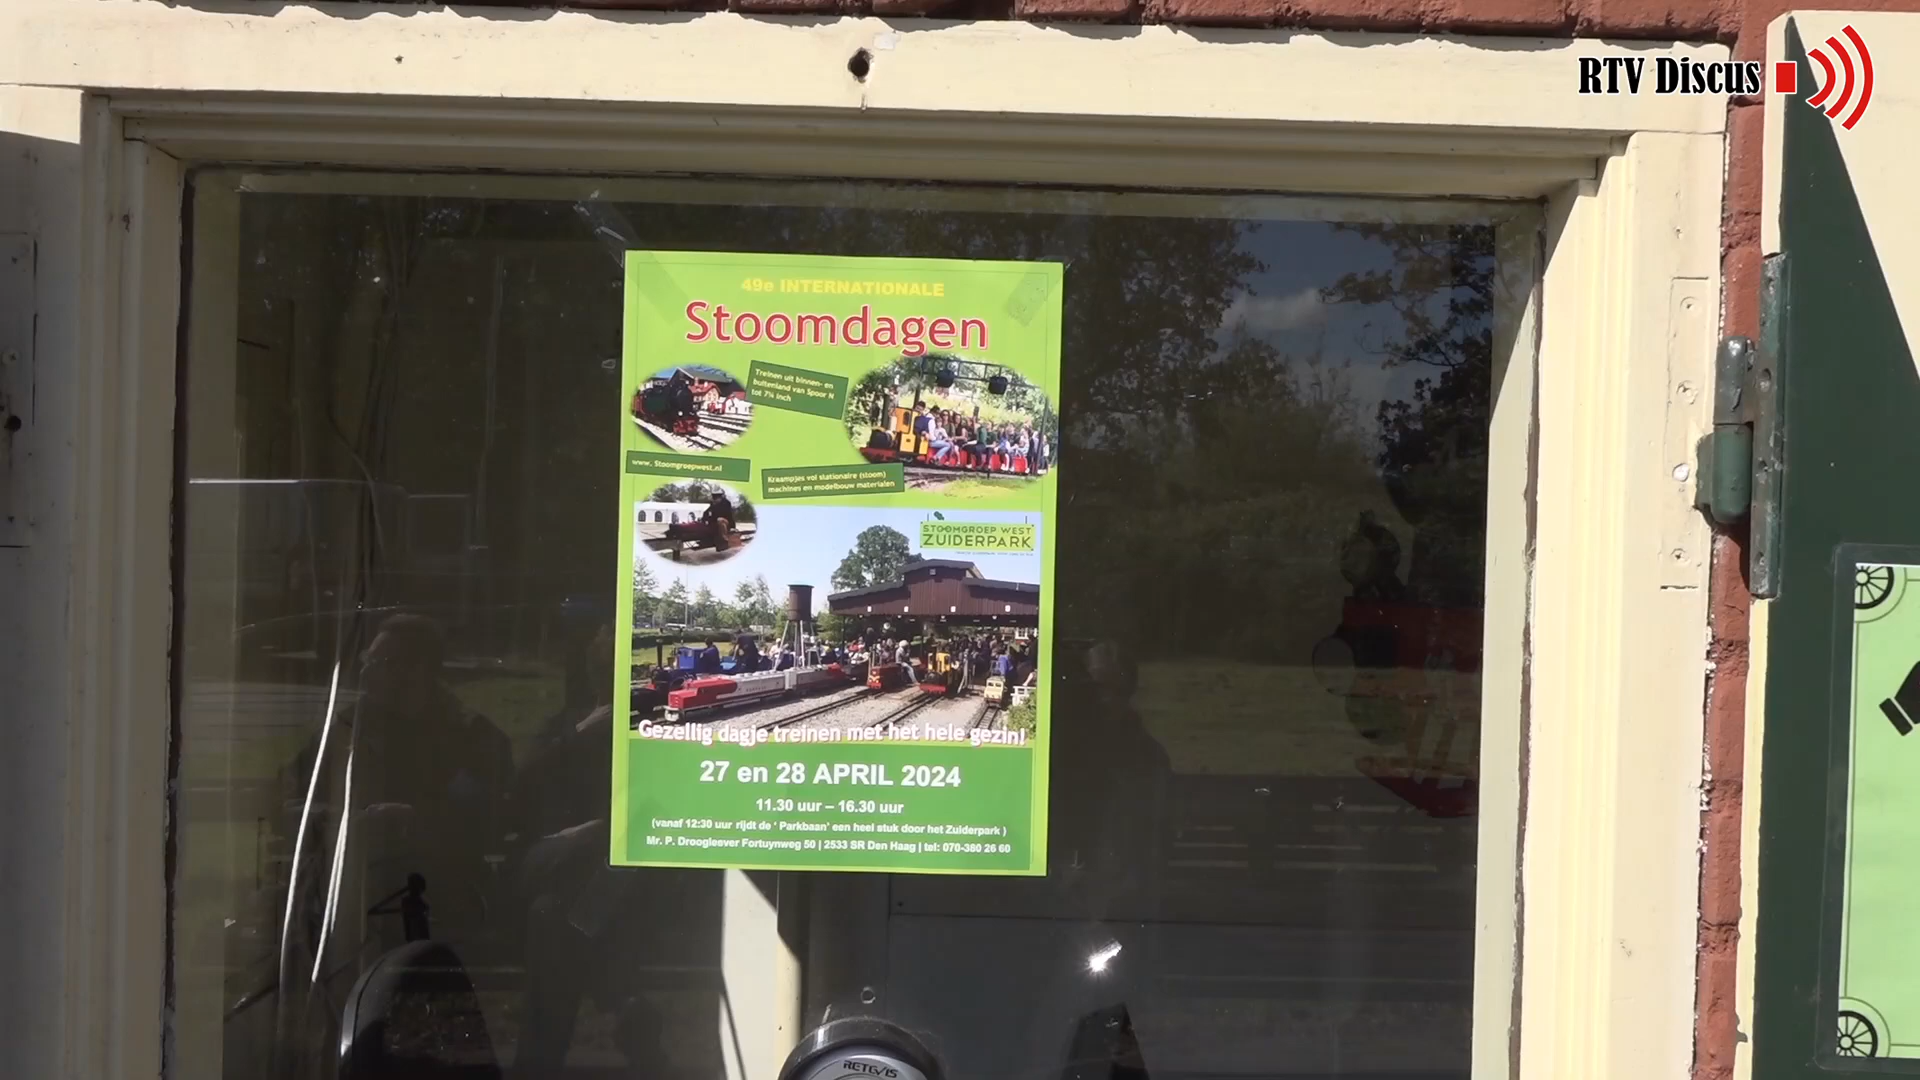 RTV Discus
49e INTERNATIONALE
Stoomdagen
Treinen uit binnen- en
buitenland van Spoor N
tot 7¼ inch
www. Stoomgroepwest.nl
Kraampjes vol stationaire (stoom)
machines en modelbouw materialen
STOOMGROEP WEST
ZUIDERPARK
Gezellig dagje treinen met het hele gezin!
27 en 28 APRIL 2024
11.30 uur – 16.30 uur
(vanaf 12:30 uur rijdt de ' Parkbaan' een heel stuk door het Zuiderpark )
Mr. P. Droogleever Fortuynweg 50 | 2533 SR Den Haag | tel: 070-380 26 60
RETEVIS